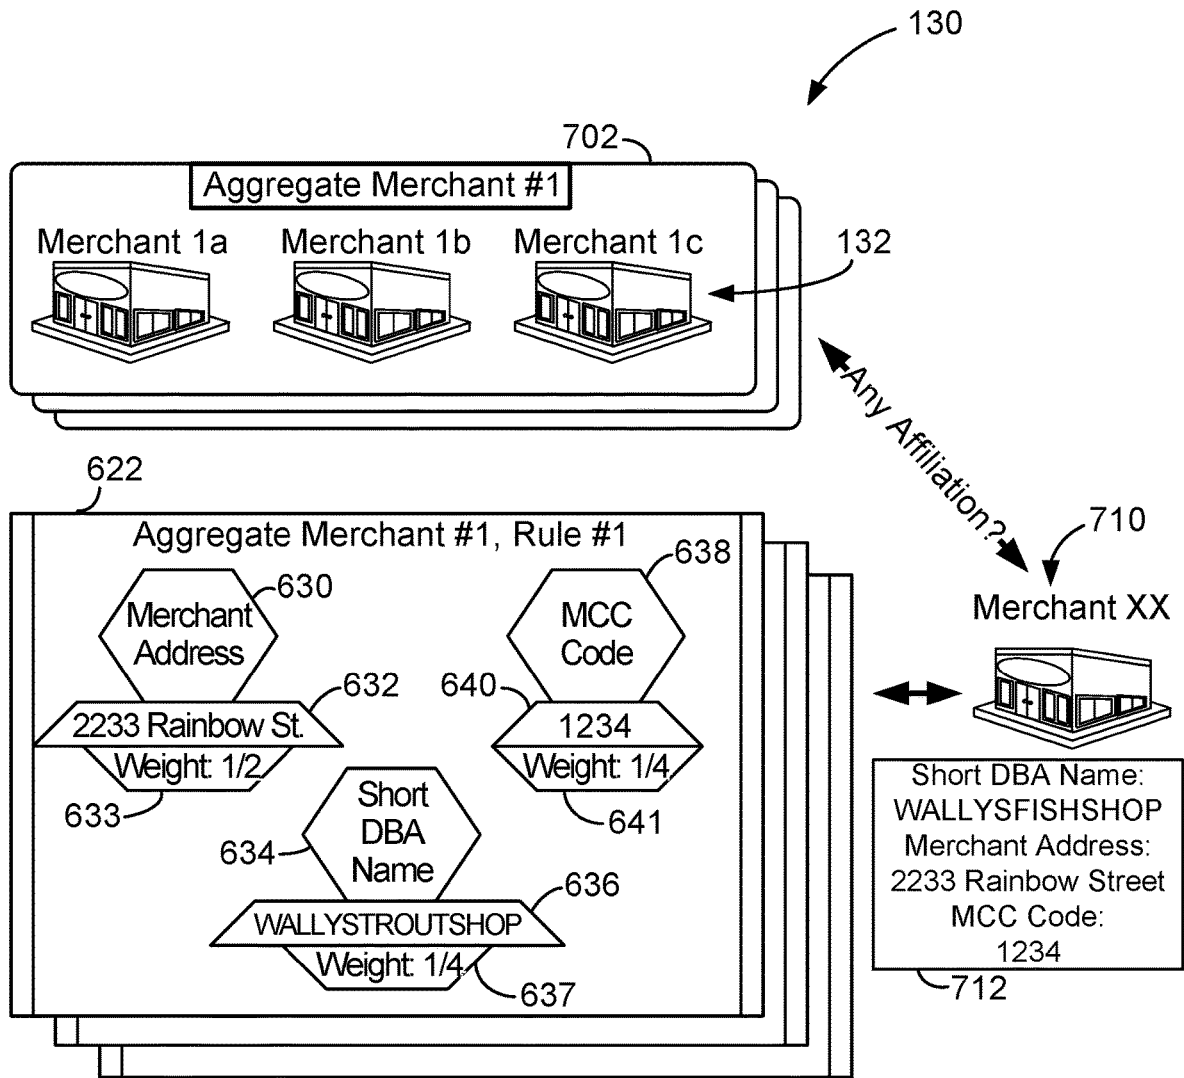 130
702
Aggregate Merchant #1
Merchant 1a
Merchant 1b
Merchant 1c
132
Any Affiliation?
622
Aggregate Merchant #1, Rule #1
710
630
Merchant
Address
638
MCC
Code
Merchant XX
632
2233 Rainbow St.
Weight: 1/2
633
640
1234
Weight: 1/4
641
634
Short
DBA
Name
636
WALLYSTROUTSHOP
Weight: 1/4
637
Short DBA Name:
WALLYSFISHSHOP
Merchant Address:
2233 Rainbow Street
MCC Code:
1234
712